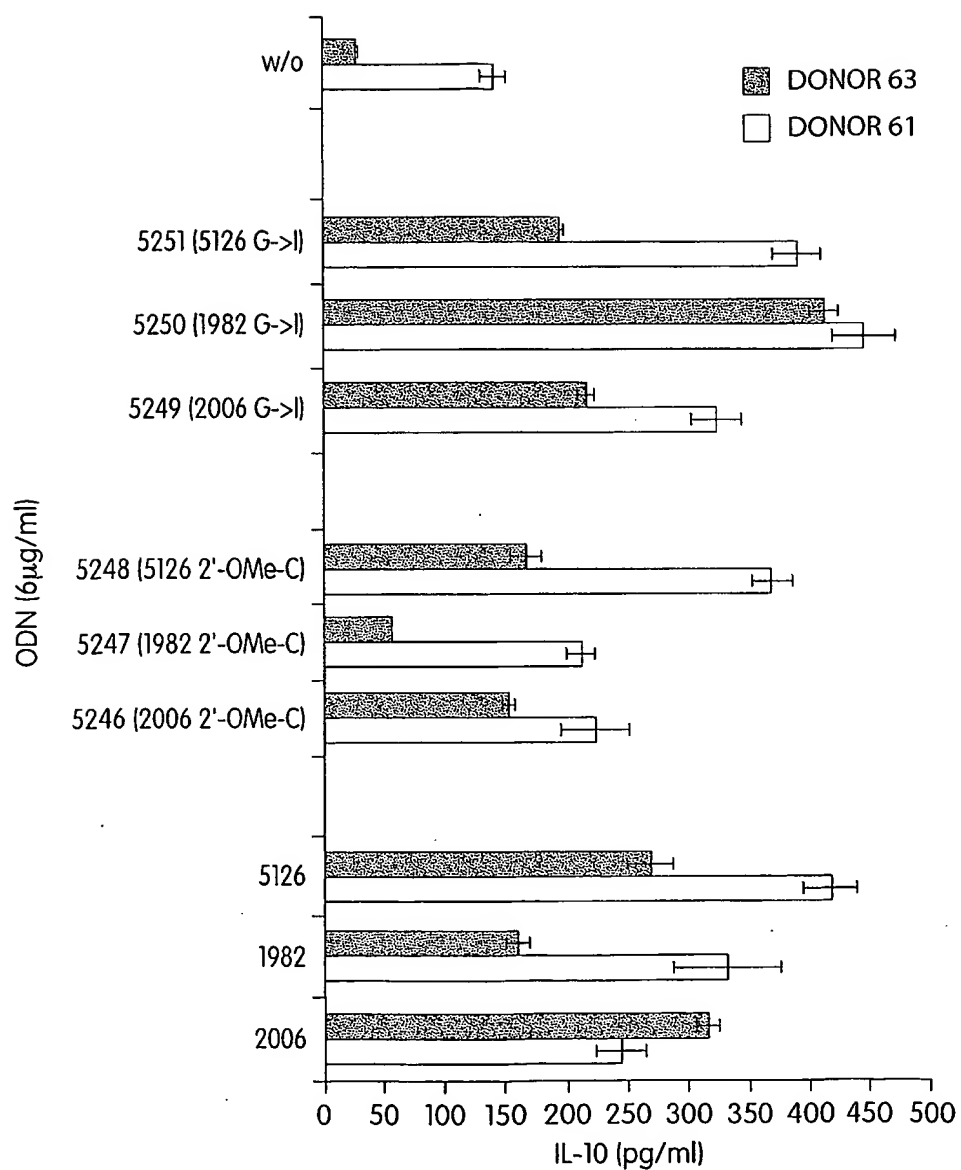 w/o
DONOR 63
DONOR 61
5251 (5126 G->I)
5250 (1982 G->I)
5249 (2006 G->I)
5248 (5126 2'-OMe-C)
5247 (1982 2'-OMe-C)
5246 (2006 2'-OMe-C)
5126
1982
2006
ODN (6µg/ml)
0 50 100 150 200 250 300 350 400 450 500
IL-10 (pg/ml)